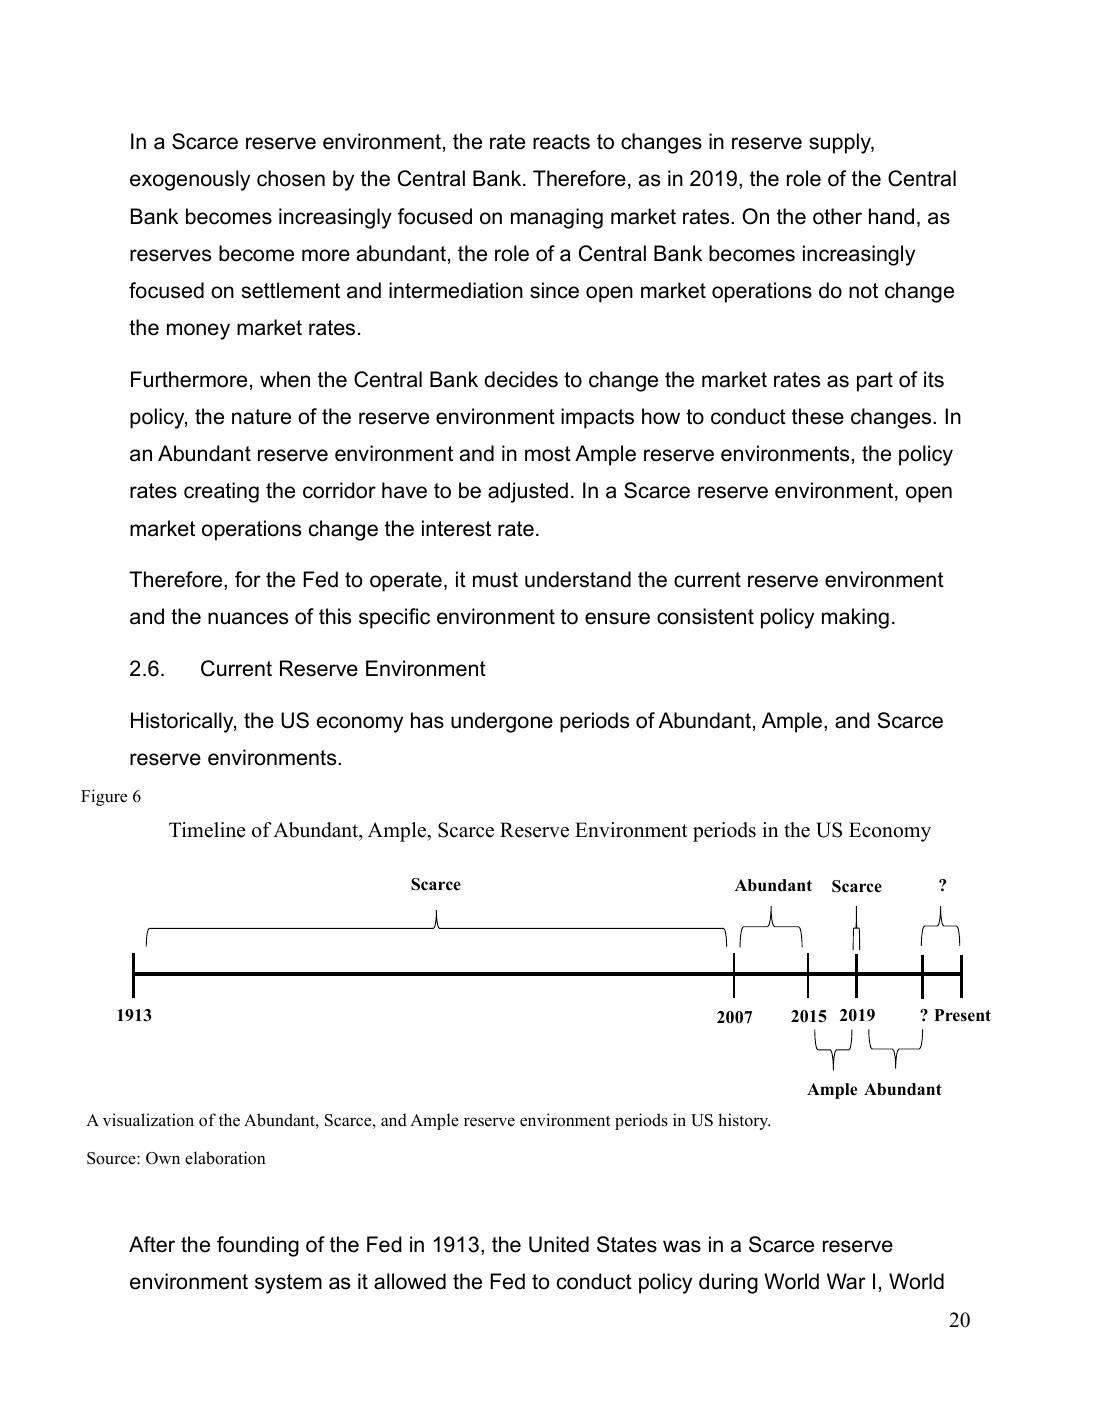 In a Scarce reserve environment, the rate reacts to changes in reserve supply,
exogenously chosen by the Central Bank. Therefore, as in 2019, the role of the Central
Bank becomes increasingly focused on managing market rates. On the other hand, as
reserves become more abundant, the role of a Central Bank becomes increasingly
focused on settlement and intermediation since open market operations do not change
the money market rates.
Furthermore, when the Central Bank decides to change the market rates as part of its
policy, the nature of the reserve environment impacts how to conduct these changes. In
an Abundant reserve environment and in most Ample reserve environments, the policy
rates creating the corridor have to be adjusted. In a Scarce reserve environment, open
market operations change the interest rate.
Therefore, for the Fed to operate, it must understand the current reserve environment
and the nuances of this specific environment to ensure consistent policy making.
2.6. Current Reserve Environment
Historically, the US economy has undergone periods of Abundant, Ample, and Scarce
reserve environments.
Figure 6
Timeline of Abundant, Ample, Scarce Reserve Environment periods in the US Economy
Scarce Abundant Scarce ?
1913 2007 2015 2019 ? Present
Ample Abundant
A visualization of the Abundant, Scarce, and Ample reserve environment periods in US history.
Source: Own elaboration
After the founding of the Fed in 1913, the United States was in a Scarce reserve
environment system as it allowed the Fed to conduct policy during World War I, World
20